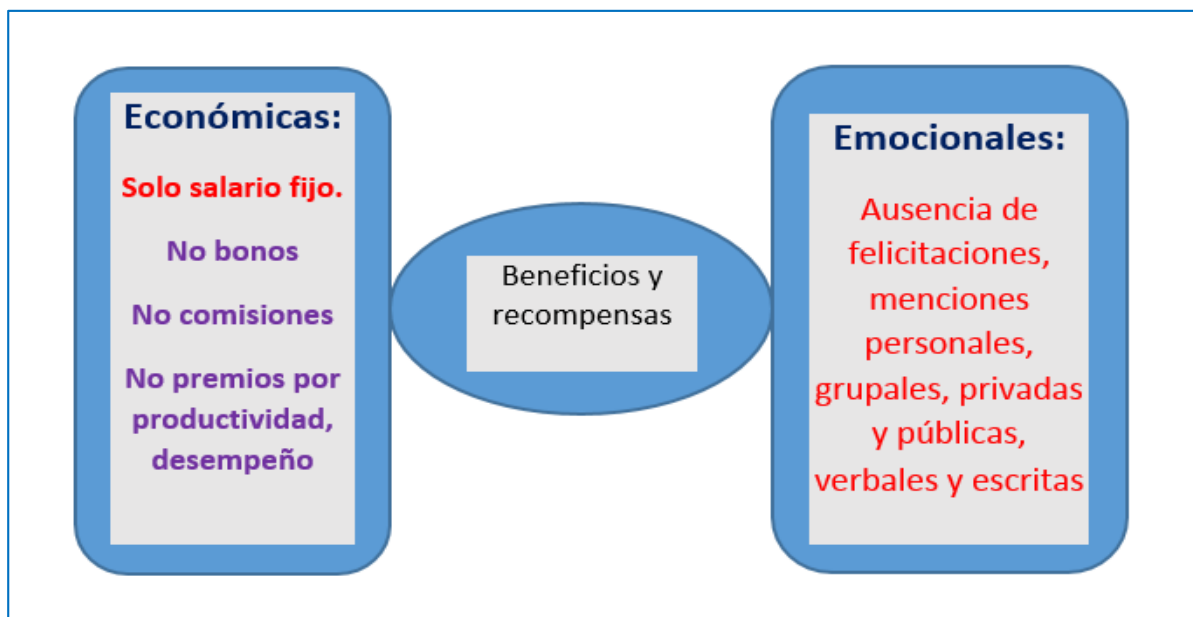 Económicas:
Solo salario fijo.
No bonos
No comisiones
No premios por
productividad,
desempeño
Beneficios y
recompensas
Emocionales:
Ausencia de
felicitaciones,
menciones
personales,
grupales, privadas
y públicas,
verbales y escritas